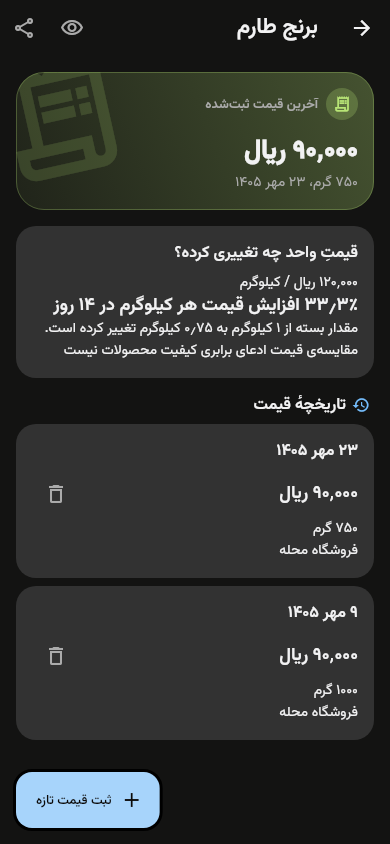 برنج طارم
آخرین قیمت ثبت‌شده
۹۰,۰۰۰ ریال
۷۵۰ گرم، ۲۳ مهر ۱۴۰۵
قیمتِ واحد چه تغییری کرده؟
۱۲۰,۰۰۰ ریال / کیلوگرم
۳۳٫۳٪ افزایش قیمت هر کیلوگرم در ۱۴ روز
مقدار بسته از ۱ کیلوگرم به ۰٫۷۵ کیلوگرم تغییر کرده است.
مقایسه‌ی قیمت ادعای برابری کیفیت محصولات نیست
تاریخچهٔ قیمت
۲۳ مهر ۱۴۰۵
۹۰,۰۰۰ ریال
۷۵۰ گرم
فروشگاه محله
۹ مهر ۱۴۰۵
۹۰,۰۰۰ ریال
۱۰۰۰ گرم
فروشگاه محله
ثبت قیمت تازه